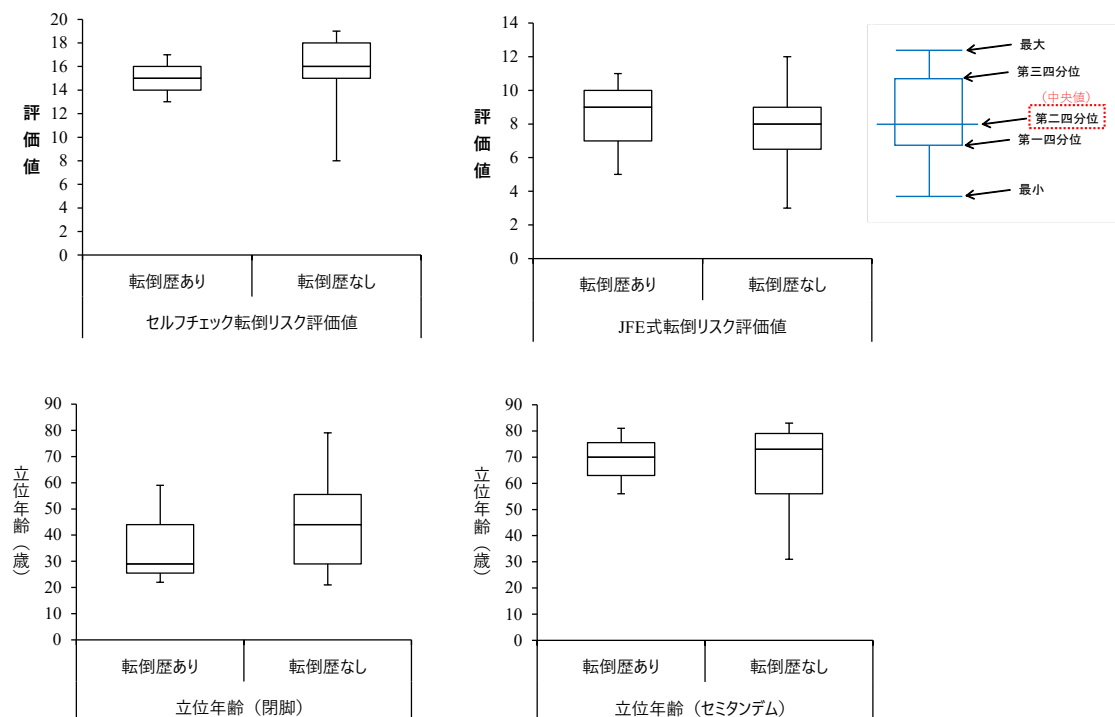 20
18
16
14
12
10
8
6
4
2
0
評価値
転倒歴あり
転倒歴なし
セルフチェック転倒リスク評価値
14
12
10
8
6
4
2
0
評価値
転倒歴あり
転倒歴なし
JFE式転倒リスク評価値
最大
第三四分位
(中央値)
第二四分位
第一四分位
最小
90
80
70
60
50
40
30
20
10
0
立位年齢(歳)
転倒歴あり
転倒歴なし
立位年齢(閉脚)
90
80
70
60
50
40
30
20
10
0
立位年齢(歳)
転倒歴あり
転倒歴なし
立位年齢(セミタンデム)